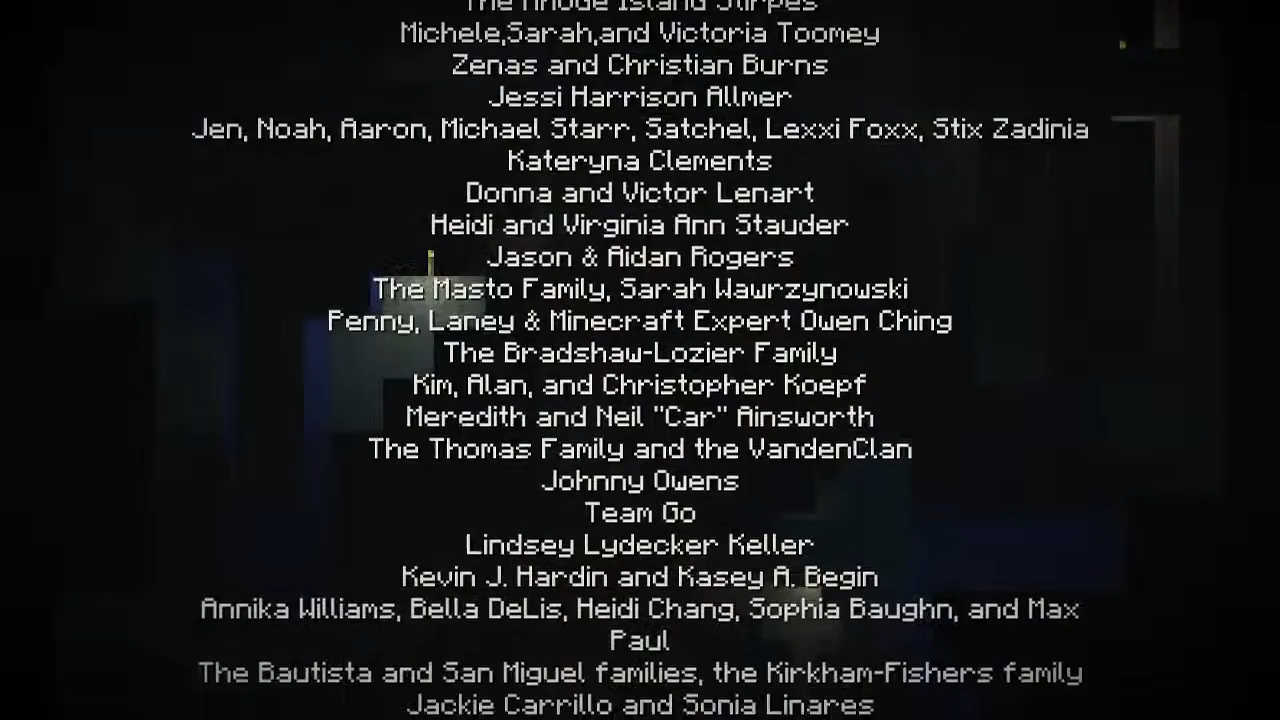 The Rhode Island Stirpes
Michele,Sarah,and Victoria Toomey
Zenas and Christian Burns
Jessi Harrison Allmer
Jen, Noah, Aaron, Michael Starr, Satchel, Lexxi Foxx, Stix Zadinia
Kateryna Clements
Donna and Victor Lenart
Heidi and Virginia Ann Stauder
Jason & Aidan Rogers
The Masto Family, Sarah Wawrzynowski
Penny, Laney & Minecraft Expert Owen Ching
The Bradshaw-Lozier Family
Kim, Alan, and Christopher Koepf
Meredith and Neil "Car" Ainsworth
The Thomas Family and the VandenClan
Johnny Owens
Team Go
Lindsey Lydecker Keller
Kevin J. Hardin and Kasey A. Begin
Annika Williams, Bella DeLis, Heidi Chang, Sophia Baughn, and Max
Paul
The Bautista and San Miguel families, the Kirkham-Fishers family
Jackie Carrillo and Sonia Linares